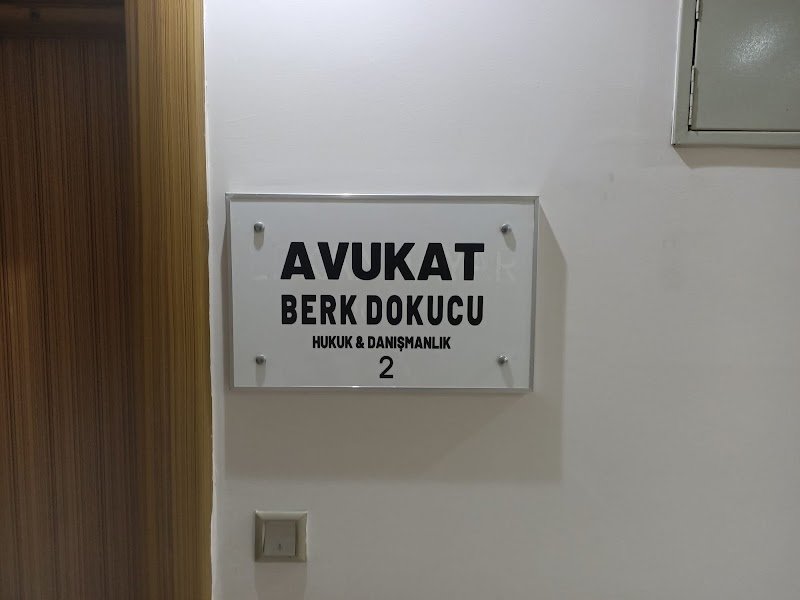 AVUKAT
BERK DOKUCU
HUKUK & DANIŞMANLIK
2